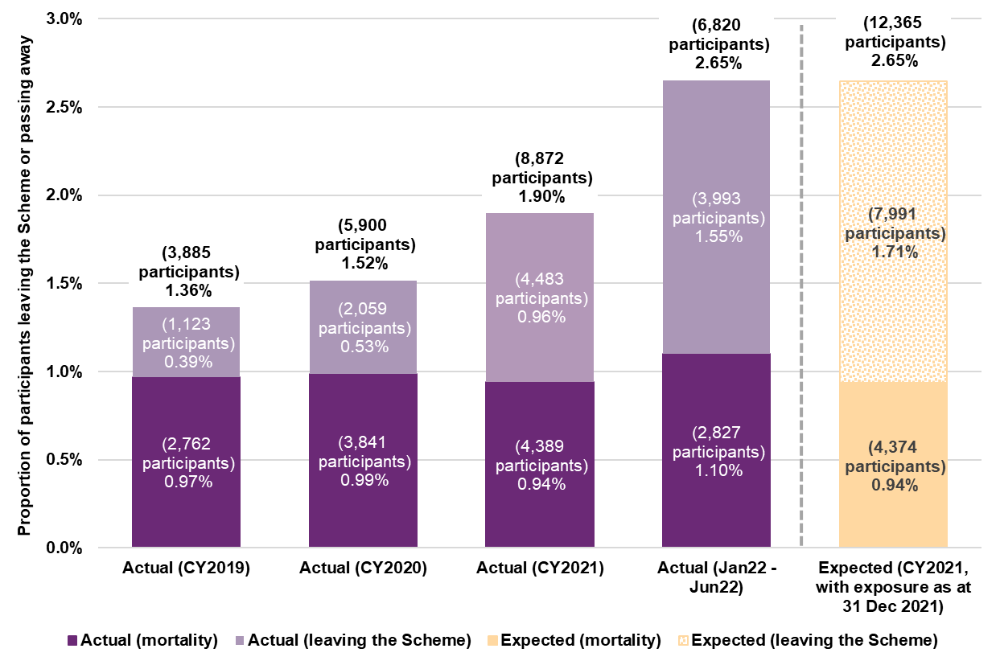 Proportion of participants leaving the Scheme or passing away
3.0%
2.5%
2.0%
1.5%
1.0%
0.5%
0.0%
(3,885
participants)
1.36%
(1,123
participants)
0.39%
(2,762
participants)
0.97%
(5,900
participants)
1.52%
(2,059
participants)
0.53%
(3,841
participants)
0.99%
(8,872
participants)
1.90%
(4,483
participants)
0.96%
(4,389
participants)
0.94%
(6,820
participants)
2.65%
(3,993
participants)
1.55%
(2,827
participants)
1.10%
(12,365
participants)
2.65%
(7,991
participants)
1.71%
(4,374
participants)
0.94%
Actual (CY2019)
Actual (CY2020)
Actual (CY2021)
Actual (Jan22 -
Jun22)
Expected (CY2021,
with exposure as at
31 Dec 2021)
Actual (mortality)
Actual (leaving the Scheme)
Expected (mortality)
Expected (leaving the Scheme)